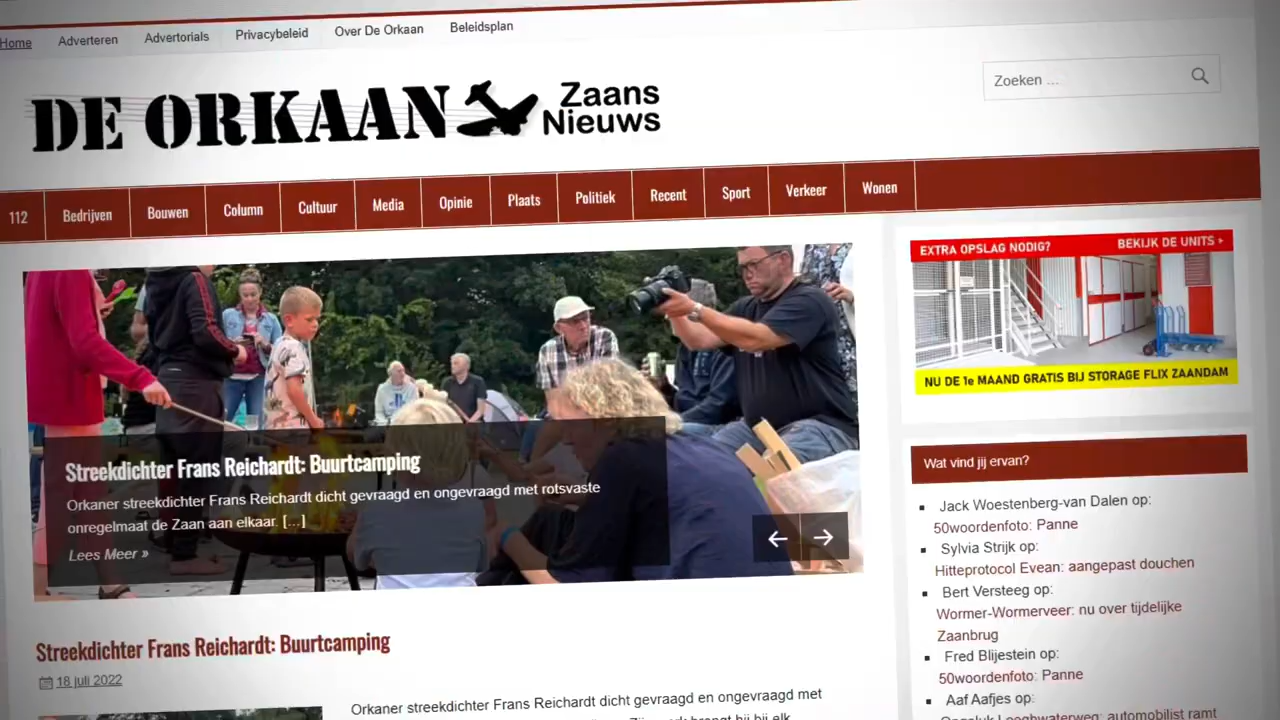 Home Adverteren Advertorials Privacybeleid Over De Orkaan Beleidsplan
DE ORKAAN
Zaans
Nieuws
Zoeken ...
112 Bedrijven Bouwen Column Cultuur Media Opinie Plaats Politiek Recent Sport Verkeer Wonen
Streekdichter Frans Reichardt: Buurtcamping
Orkaner streekdichter Frans Reichardt dicht gevraagd en ongevraagd met rotsvaste
onregelmaat de Zaan aan elkaar. [...]
Lees Meer »
Streekdichter Frans Reichardt: Buurtcamping
18 juli 2022
Orkaner streekdichter Frans Reichardt dicht gevraagd en ongevraagd met
EXTRA OPSLAG NODIG? BEKIJK DE UNITS
NU DE 1e MAAND GRATIS BIJ STORAGE FLIX ZAANDAM
Wat vind jij ervan?
Jack Woestenberg-van Dalen op:
50woordenfoto: Panne
Sylvia Strijk op:
Hitteprotocol Evean: aangepast douchen
Bert Versteeg op:
Wormer-Wormerveer: nu over tijdelijke
Zaanbrug
Fred Blijestein op:
50woordenfoto: Panne
Aaf Aafjes op:
automobilist ramt